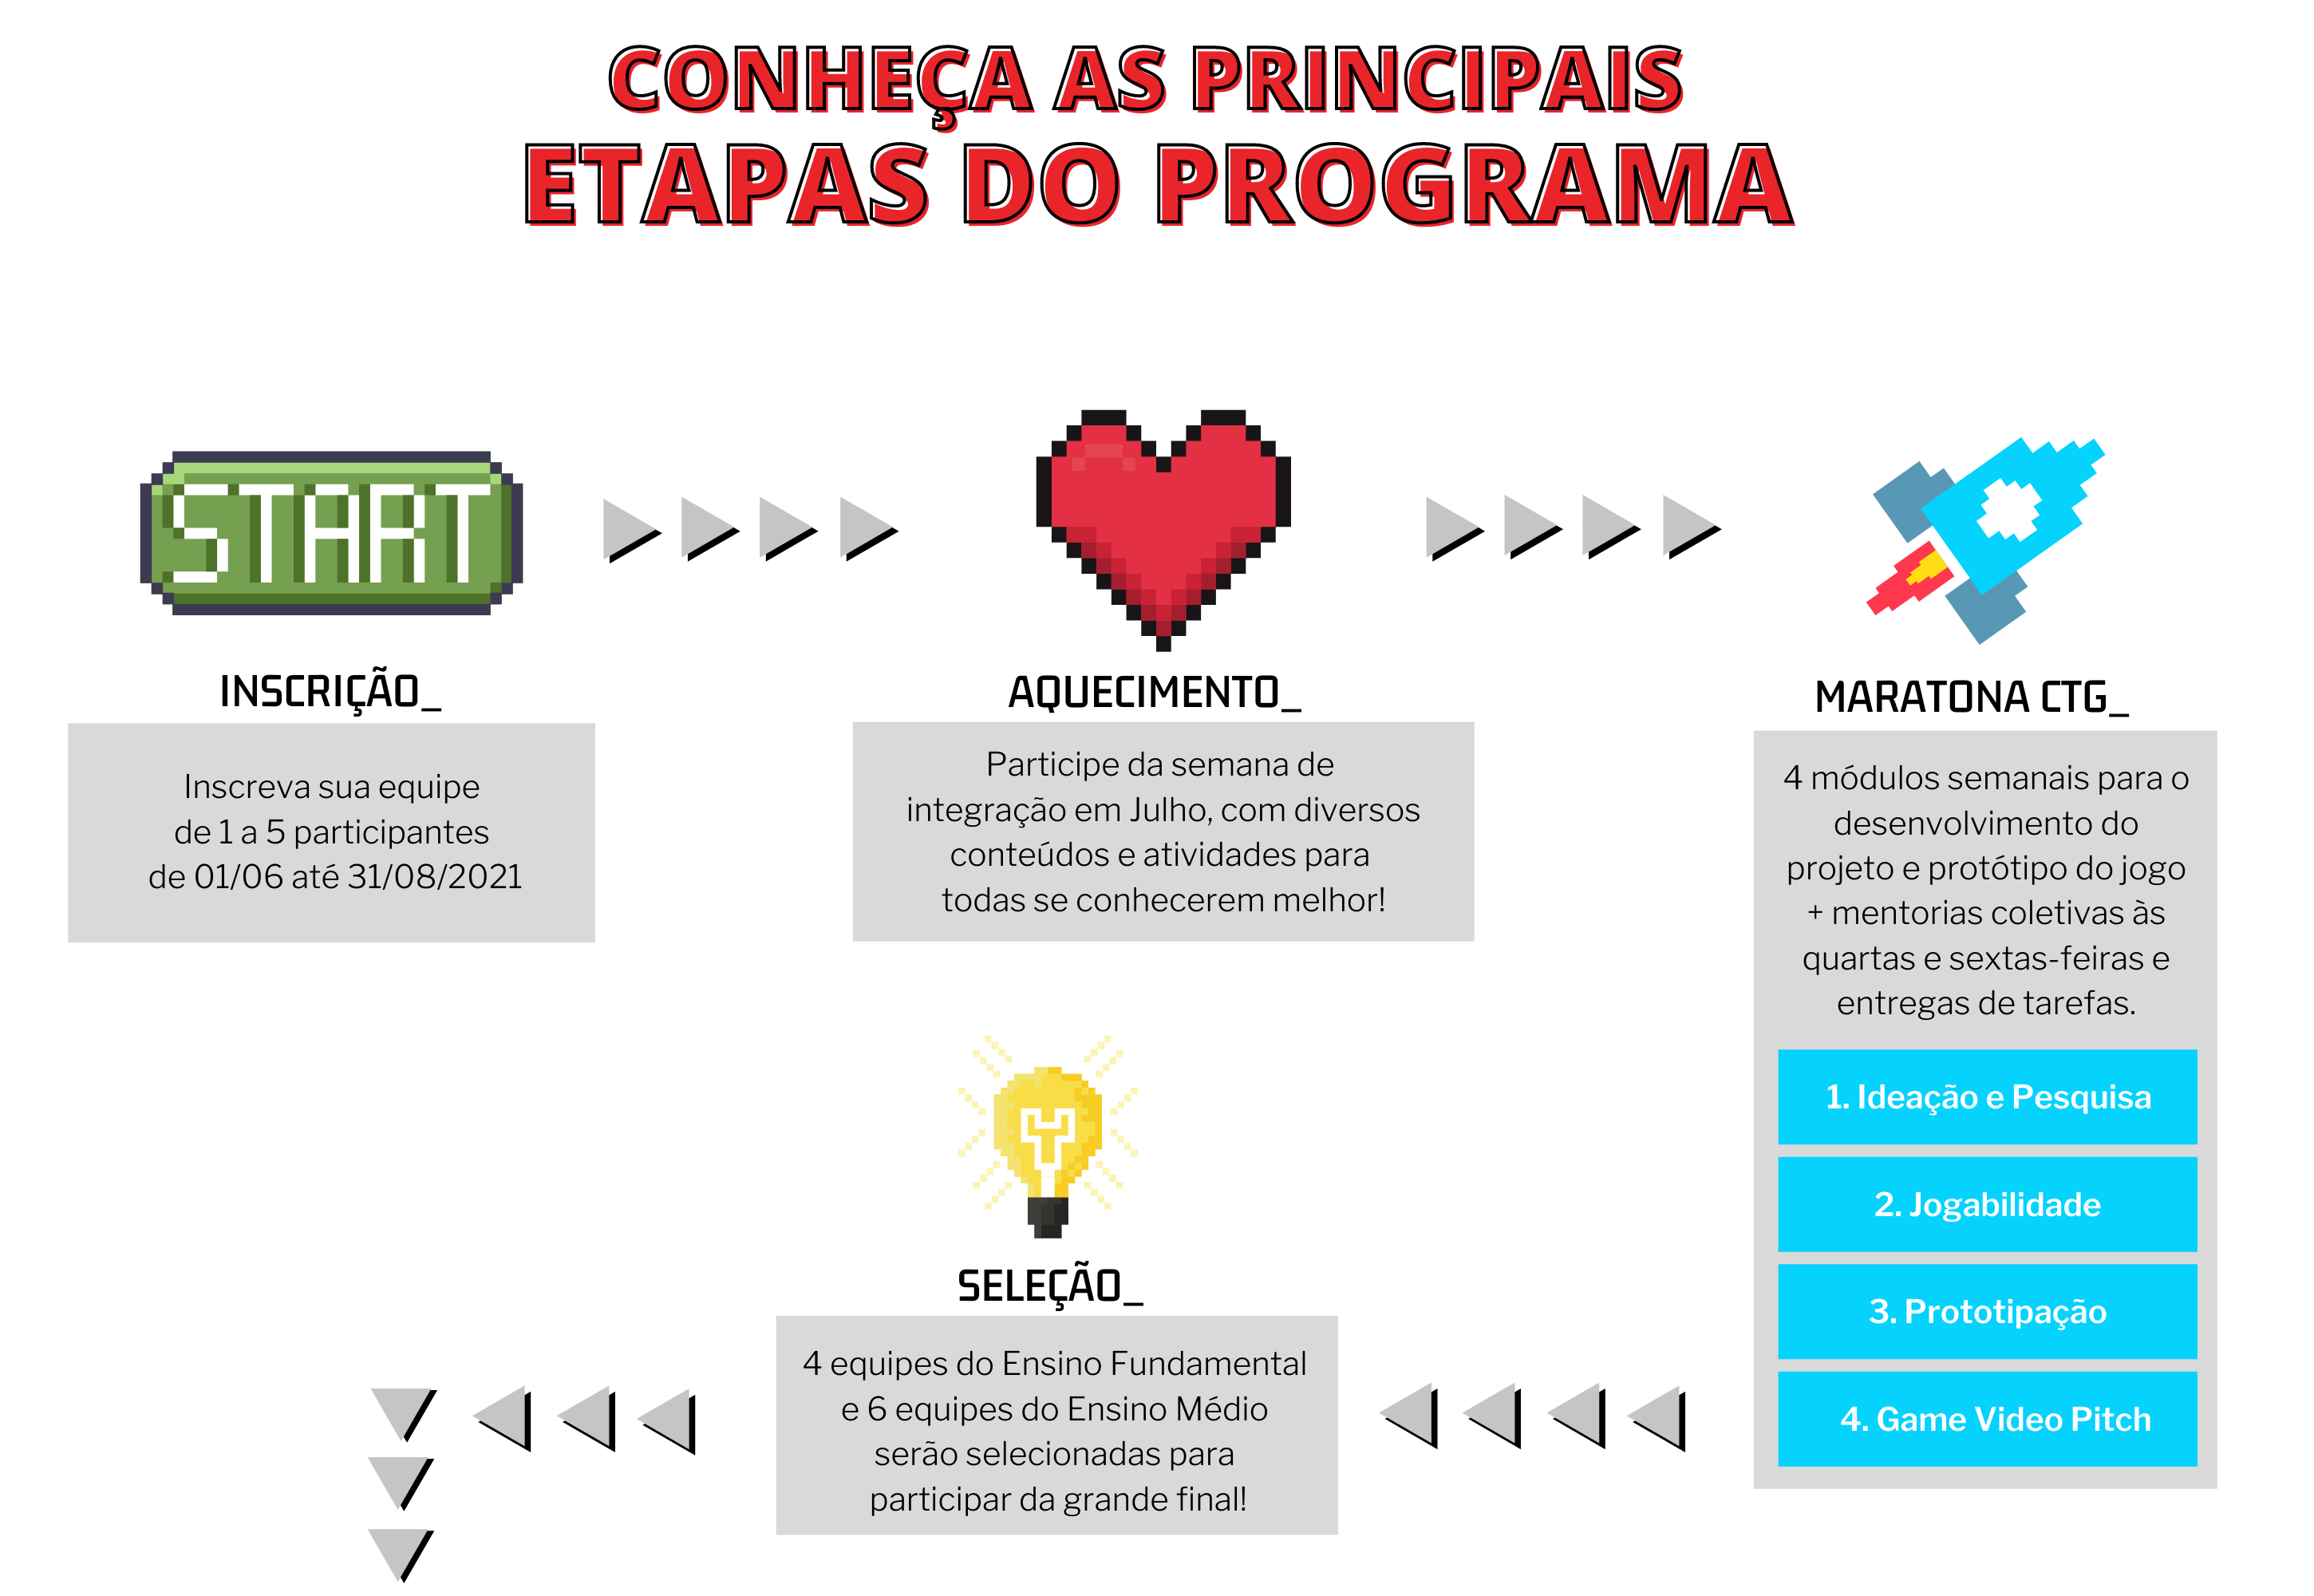 CONHEÇA AS PRINCIPAIS
ETAPAS DO PROGRAMA
START
INSCRIÇÃO_
Inscreva sua equipe
de 1 a 5 participantes
de 01/06 até 31/08/2021
AQUECIMENTO_
Participe da semana de
integração em Julho, com diversos
conteúdos e atividades para
todas se conhecerem melhor!
MARATONA CTG_
4 módulos semanais para o
desenvolvimento do
projeto e protótipo do jogo
+ mentorias coletivas às
quartas e sextas-feiras e
entregas de tarefas.
1. Ideação e Pesquisa
2. Jogabilidade
3. Prototipação
4. Game Video Pitch
SELEÇÃO_
4 equipes do Ensino Fundamental
e 6 equipes do Ensino Médio
serão selecionadas para
participar da grande final!